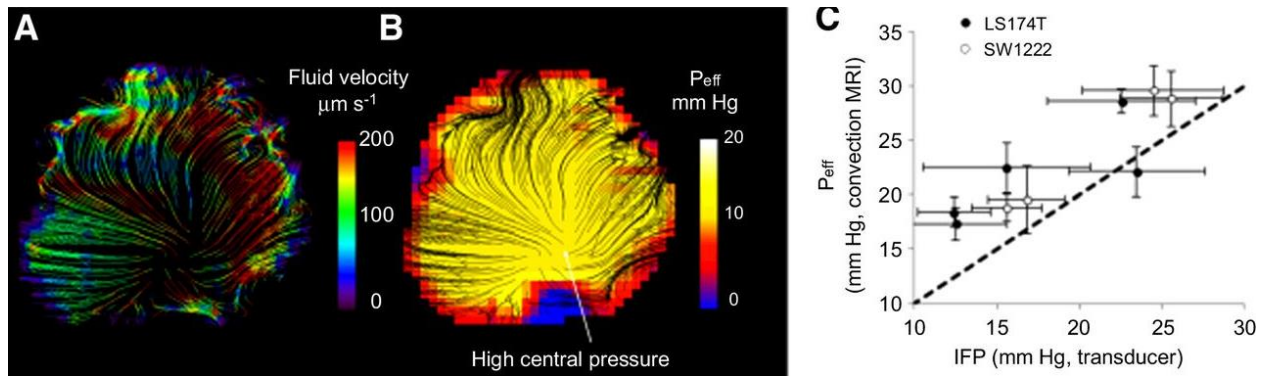 A
Fluid velocity
μm s-1
200
100
0
B
Peff
mm Hg
20
10
0
High central pressure
C
LS174T
SW1222
35
30
25
20
15
10
Peff
(mm Hg, convection MRI)
10 15 20 25 30
IFP (mm Hg, transducer)